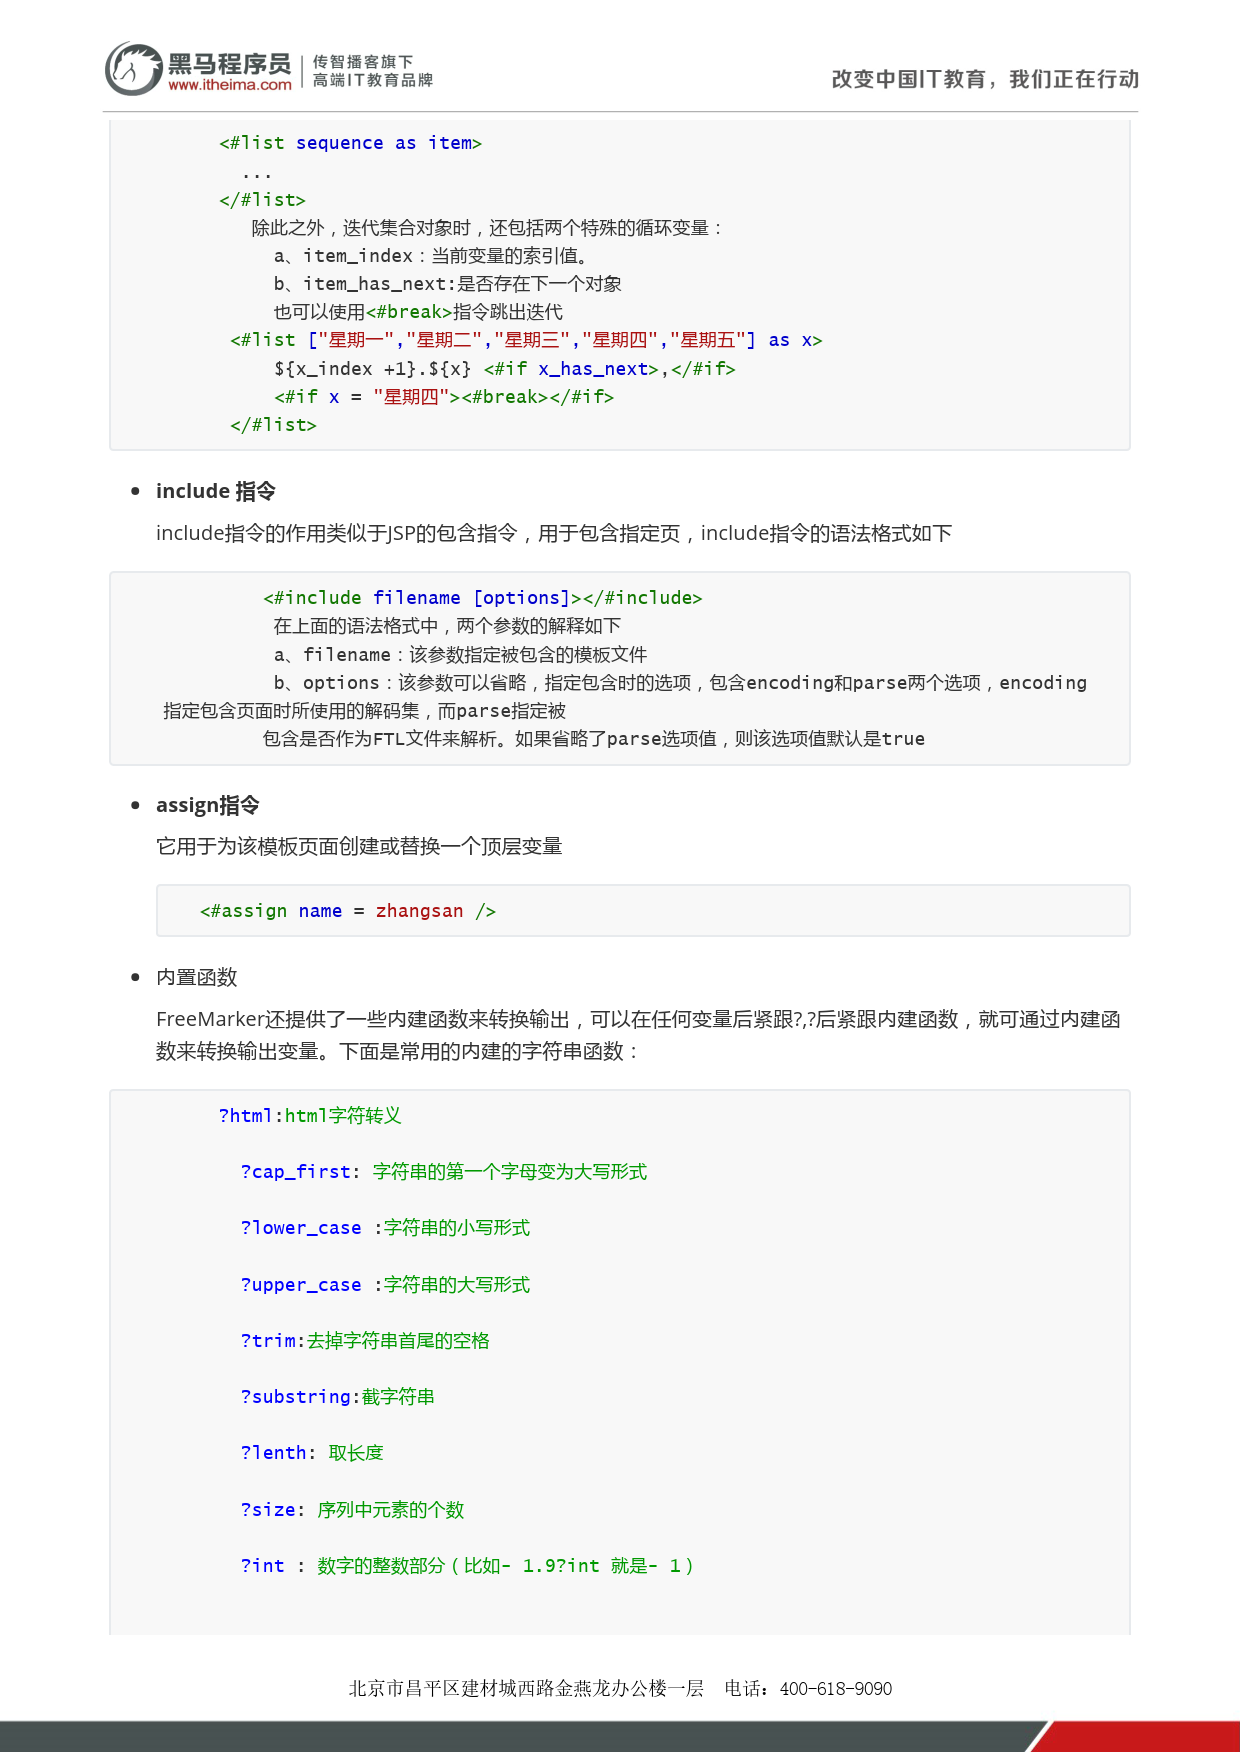 黑马程序员
www.itheima.com
传智播客旗下
高端IT教育品牌
改变中国IT教育，我们正在行动
<#list sequence as item>
...
</#list>
除此之外，迭代集合对象时，还包括两个特殊的循环变量：
a、item_index：当前变量的索引值。
b、item_has_next:是否存在下一个对象
也可以使用<#break>指令跳出迭代
<#list ["星期一","星期二","星期三","星期四","星期五"] as x>
${x_index +1}.${x} <#if x_has_next>,</#if>
<#if x = "星期四"><#break></#if>
</#list>
• include 指令
include指令的作用类似于JSP的包含指令，用于包含指定页，include指令的语法格式如下
<#include filename [options]></#include>
在上面的语法格式中，两个参数的解释如下
a、filename：该参数指定被包含的模板文件
b、options：该参数可以省略，指定包含时的选项，包含encoding和parse两个选项，encoding
指定包含页面时所使用的解码集，而parse指定被
包含是否作为FTL文件来解析。如果省略了parse选项值，则该选项值默认是true
• assign指令
它用于为该模板页面创建或替换一个顶层变量
<#assign name = zhangsan />
• 内置函数
FreeMarker还提供了一些内建函数来转换输出，可以在任何变量后紧跟?,?后紧跟内建函数，就可通过内建函
数来转换输出变量。下面是常用的内建的字符串函数：
?html:html字符转义
?cap_first: 字符串的第一个字母变为大写形式
?lower_case :字符串的小写形式
?upper_case :字符串的大写形式
?trim:去掉字符串首尾的空格
?substring:截字符串
?lenth: 取长度
?size: 序列中元素的个数
?int : 数字的整数部分（比如- 1.9?int 就是- 1）
北京市昌平区建材城西路金燕龙办公楼一层 电话：400-618-9090